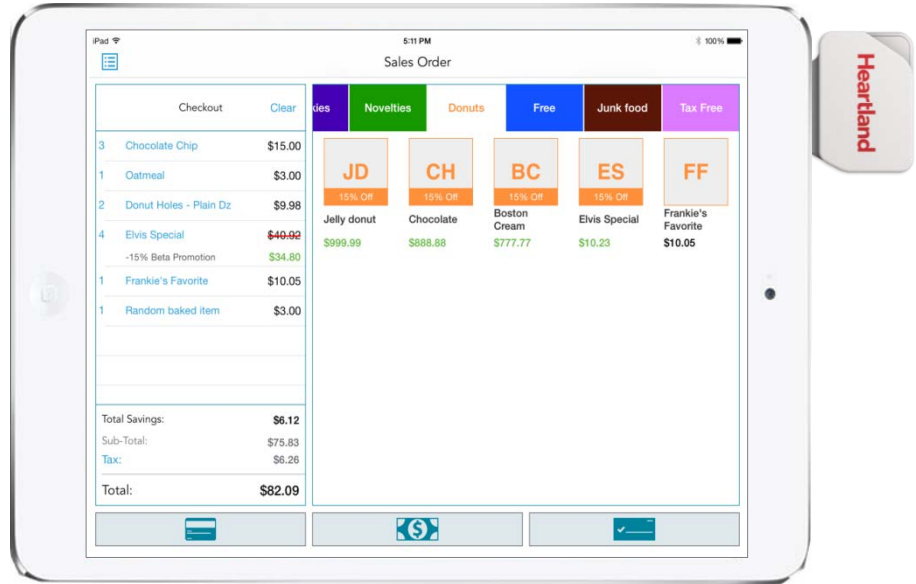 iPad 5:11 PM 100%
Sales Order
Checkout Clear
3 Chocolate Chip $15.00
1 Oatmeal $3.00
2 Donut Holes - Plain Dz $9.98
4 Elvis Special $40.92
-15% Beta Promotion $34.80
1 Frankie's Favorite $10.05
1 Random baked item $3.00
Total Savings: $6.12
Sub-Total: $75.83
Tax: $6.26
Total: $82.09
kies Novelties Donuts Free Junk food Tax Free
JD CH BC ES FF
15% Off 15% Off 15% Off 15% Off
Jelly donut Chocolate Boston Cream Elvis Special Frankie's Favorite
$999.99 $888.88 $777.77 $10.23 $10.05
Heartland